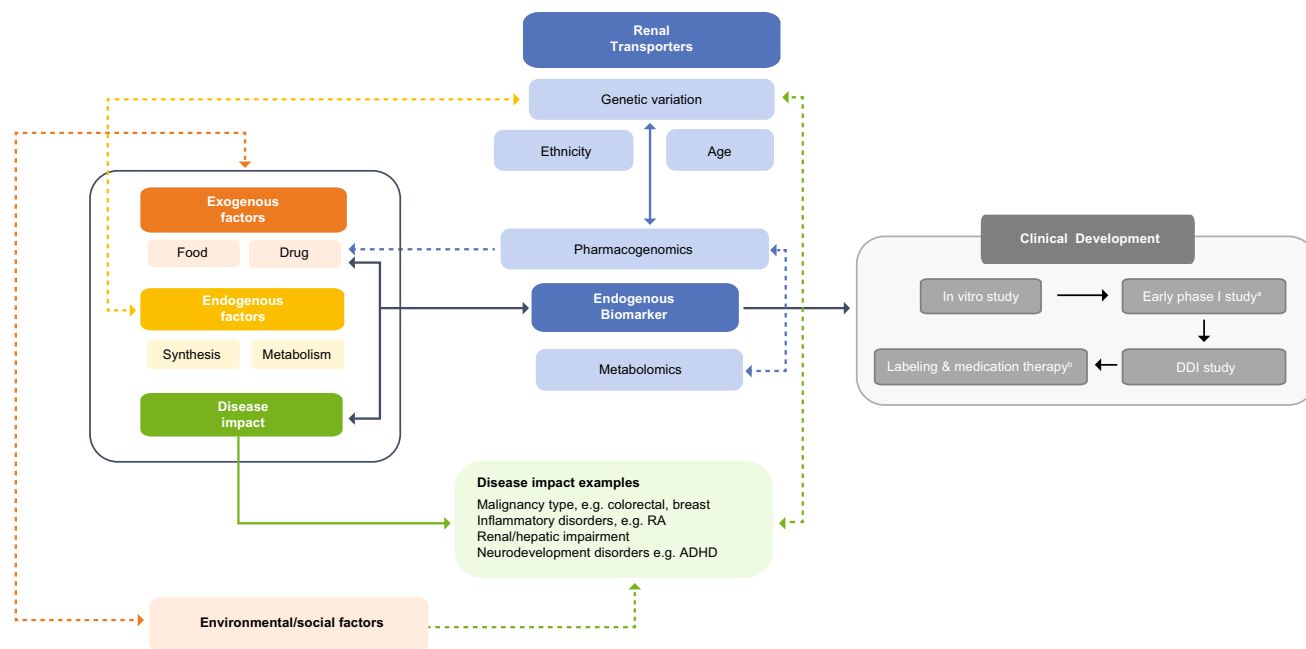 Renal
Transporters
Genetic variation
Ethnicity
Age
Exogenous
factors
Food
Drug
Pharmacogenomics
Clinical Development
Endogenous
factors
Endogenous
Biomarker
In vitro study
Early phase I studyᵃ
Synthesis
Metabolism
Metabolomics
Labeling & medication therapyᵇ
DDI study
Disease
impact
Disease impact examples
Malignancy type, e.g. colorectal, breast
Inflammatory disorders, e.g. RA
Renal/hepatic impairment
Neurodevelopment disorders e.g. ADHD
Environmental/social factors